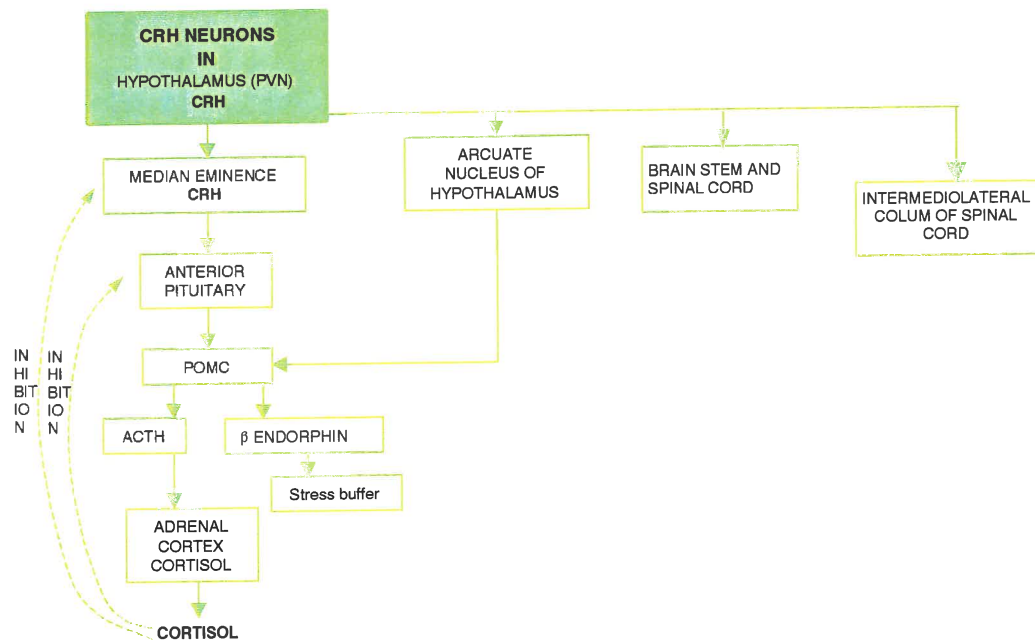 CRH NEURONS
IN
HYPOTHALAMUS (PVN)
CRH
MEDIAN EMINENCE
CRH
ARCUATE
NUCLEUS OF
HYPOTHALAMUS
BRAIN STEM AND
SPINAL CORD
INTERMEDIOLATERAL
COLUM OF SPINAL
CORD
ANTERIOR
PITUITARY
POMC
IN
HI
BIT
IO
N
IN
HI
BIT
IO
N
ACTH
β ENDORPHIN
Stress buffer
ADRENAL
CORTEX
CORTISOL
CORTISOL